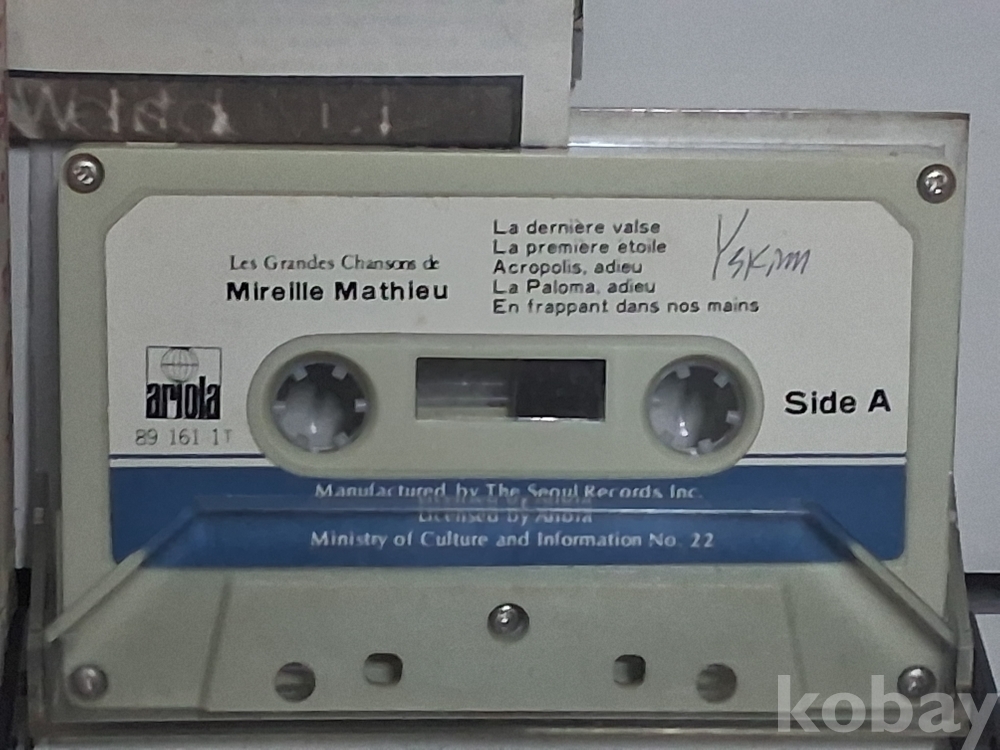 Les Grandes Chansons de
Mireille Mathieu
La dernière valse
La première étoile
Acropolis, adieu
La Paloma, adieu
En frappant dans nos mains
YSKIM
ariola
89 161 1T
Side A
Manufactured by The Seoul Records Inc.
Licensed by Ariola
Ministry of Culture and Information No. 22
kobay